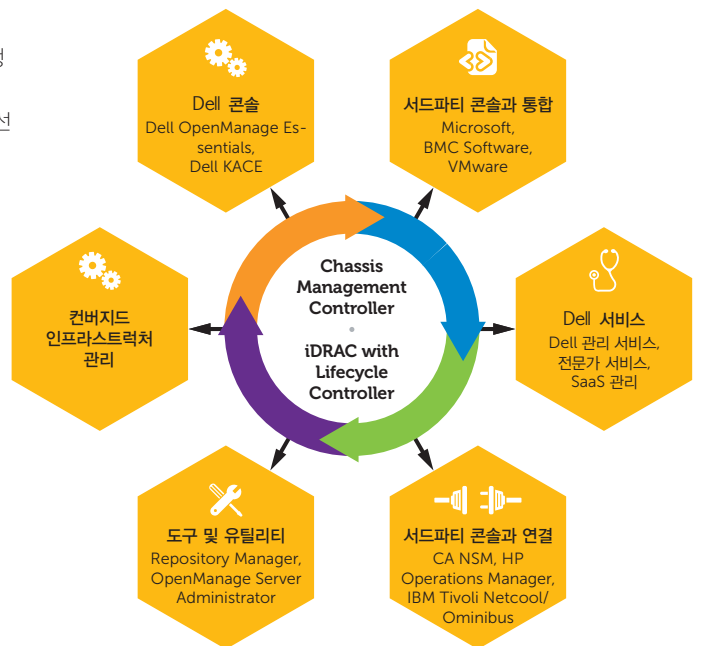 Dell 콘솔
Dell OpenManage Es-
sentials,
Dell KACE
서드파티 콘솔과 통합
Microsoft,
BMC Software,
VMware
컨버지드
인프라스트럭처
관리
Chassis
Management
Controller
•
iDRAC with
Lifecycle
Controller
Dell 서비스
Dell 관리 서비스,
전문가 서비스,
SaaS 관리
도구 및 유틸리티
Repository Manager,
OpenManage Server
Administrator
서드파티 콘솔과 연결
CA NSM, HP
Operations Manager,
IBM Tivoli Netcool/
Ominibus